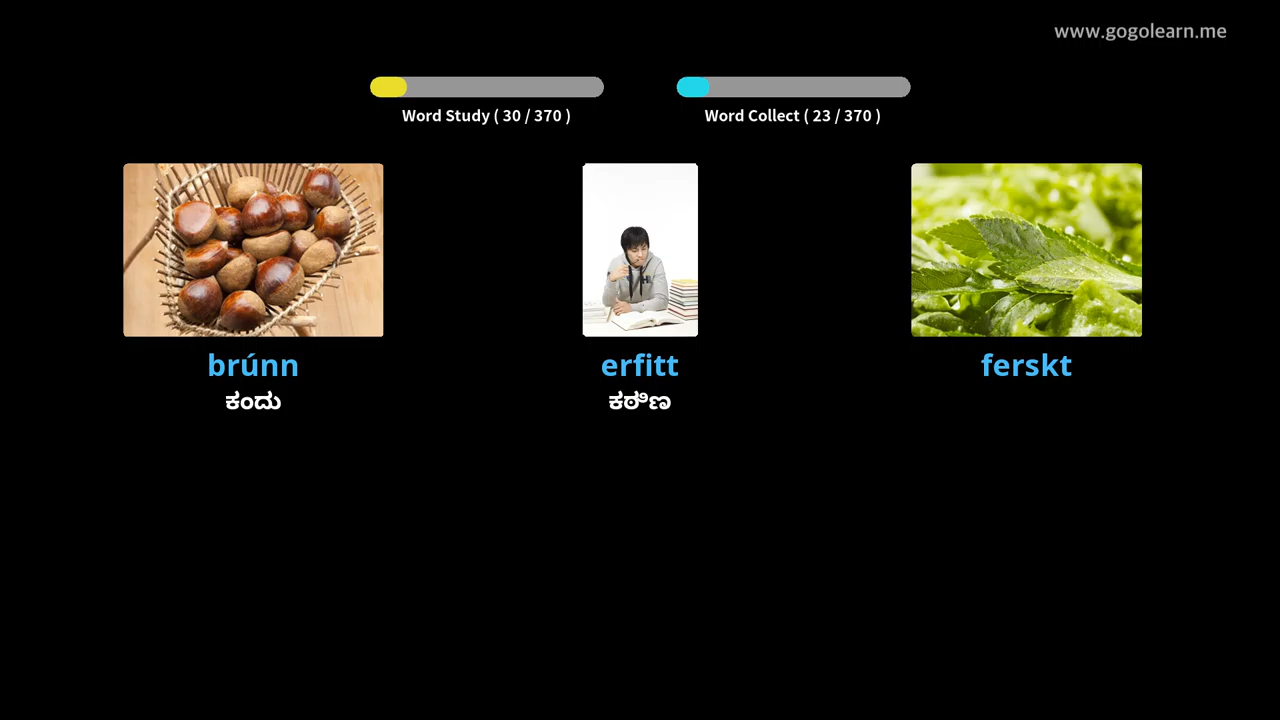 www.gogolearn.me
Word Study ( 30 / 370 )
Word Collect ( 23 / 370 )
brúnn
erfitt
ferskt
ಕಂದು
ಕಠಿಣ